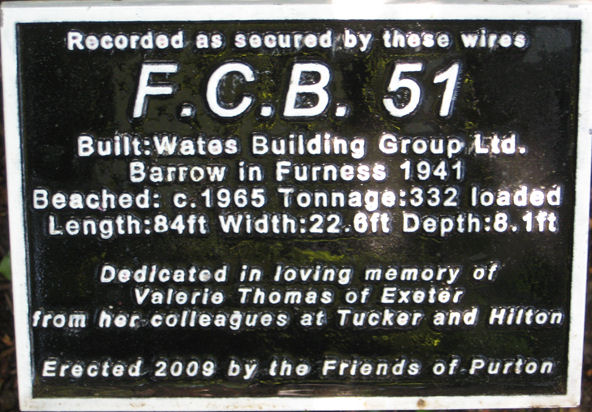 Recorded as secured by these wires
F.C.B. 51
Built:Wates Building Group Ltd.
Barrow in Furness 1941
Beached: c.1965 Tonnage:332 loaded
Length:84ft Width:22.6ft Depth:8.1ft
Dedicated in loving memory of
Valerie Thomas of Exeter
from her colleagues at Tucker and Hilton
Erected 2009 by the Friends of Purton